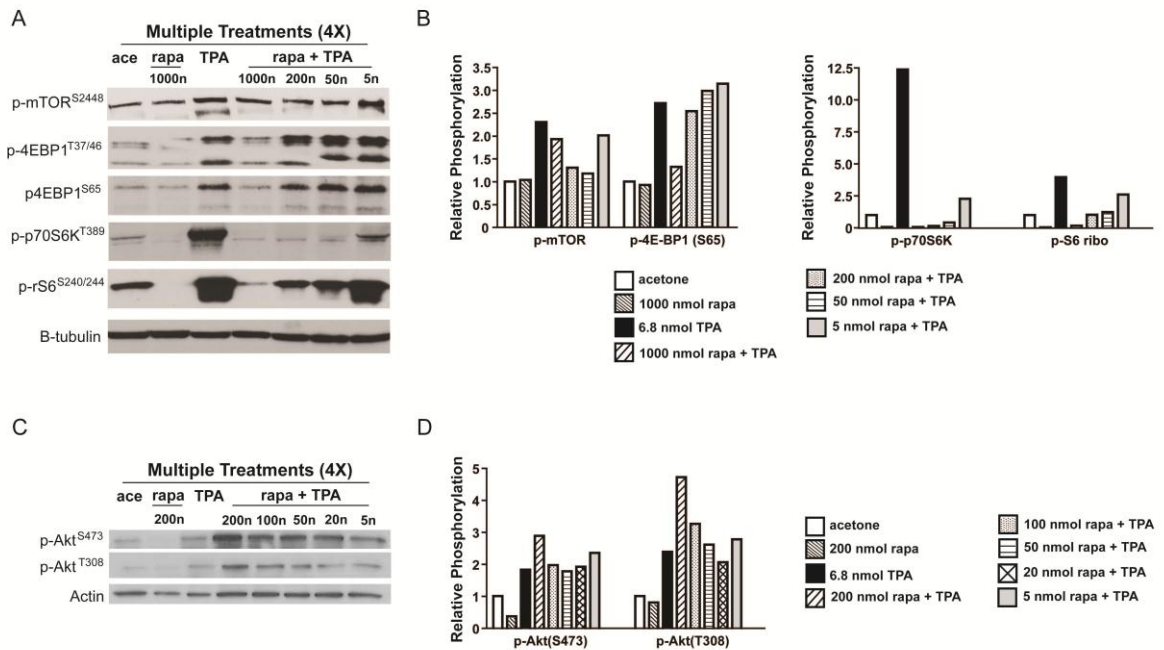 A
Multiple Treatments (4X)
ace rapa TPA rapa + TPA
1000n 1000n 200n 50n 5n
p-mTOR^S2448
p-4EBP1^T37/46
p4EBP1^S65
p-p70S6K^T389
p-rS6^S240/244
B-tubulin
B
Relative Phosphorylation
3.5
3.0
2.5
2.0
1.5
1.0
0.5
0.0
p-mTOR p-4E-BP1 (S65)
Relative Phosphorylation
12.5
10.0
7.5
5.0
2.5
0.0
p-p70S6K p-S6 ribo
acetone
1000 nmol rapa
6.8 nmol TPA
1000 nmol rapa + TPA
200 nmol rapa + TPA
50 nmol rapa + TPA
5 nmol rapa + TPA
C
Multiple Treatments (4X)
ace rapa TPA rapa + TPA
200n 200n 100n 50n 20n 5n
p-Akt^S473
p-Akt^T308
Actin
D
Relative Phosphorylation
5
4
3
2
1
0
p-Akt(S473) p-Akt(T308)
acetone
200 nmol rapa
6.8 nmol TPA
200 nmol rapa + TPA
100 nmol rapa + TPA
50 nmol rapa + TPA
20 nmol rapa + TPA
5 nmol rapa + TPA